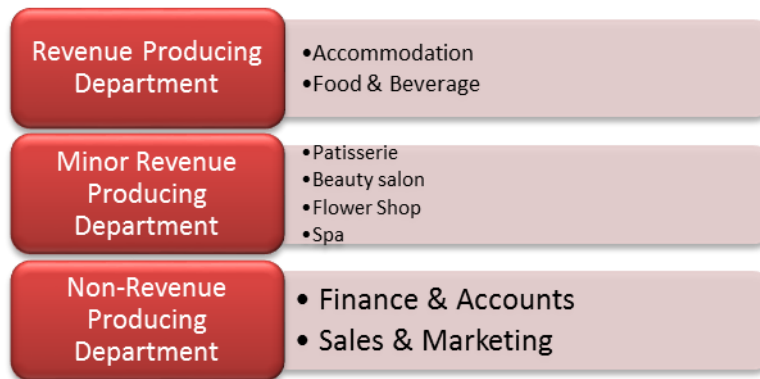 Revenue Producing
Department
•Accommodation
•Food & Beverage
Minor Revenue
Producing
Department
•Patisserie
•Beauty salon
•Flower Shop
•Spa
Non-Revenue
Producing
Department
• Finance & Accounts
• Sales & Marketing